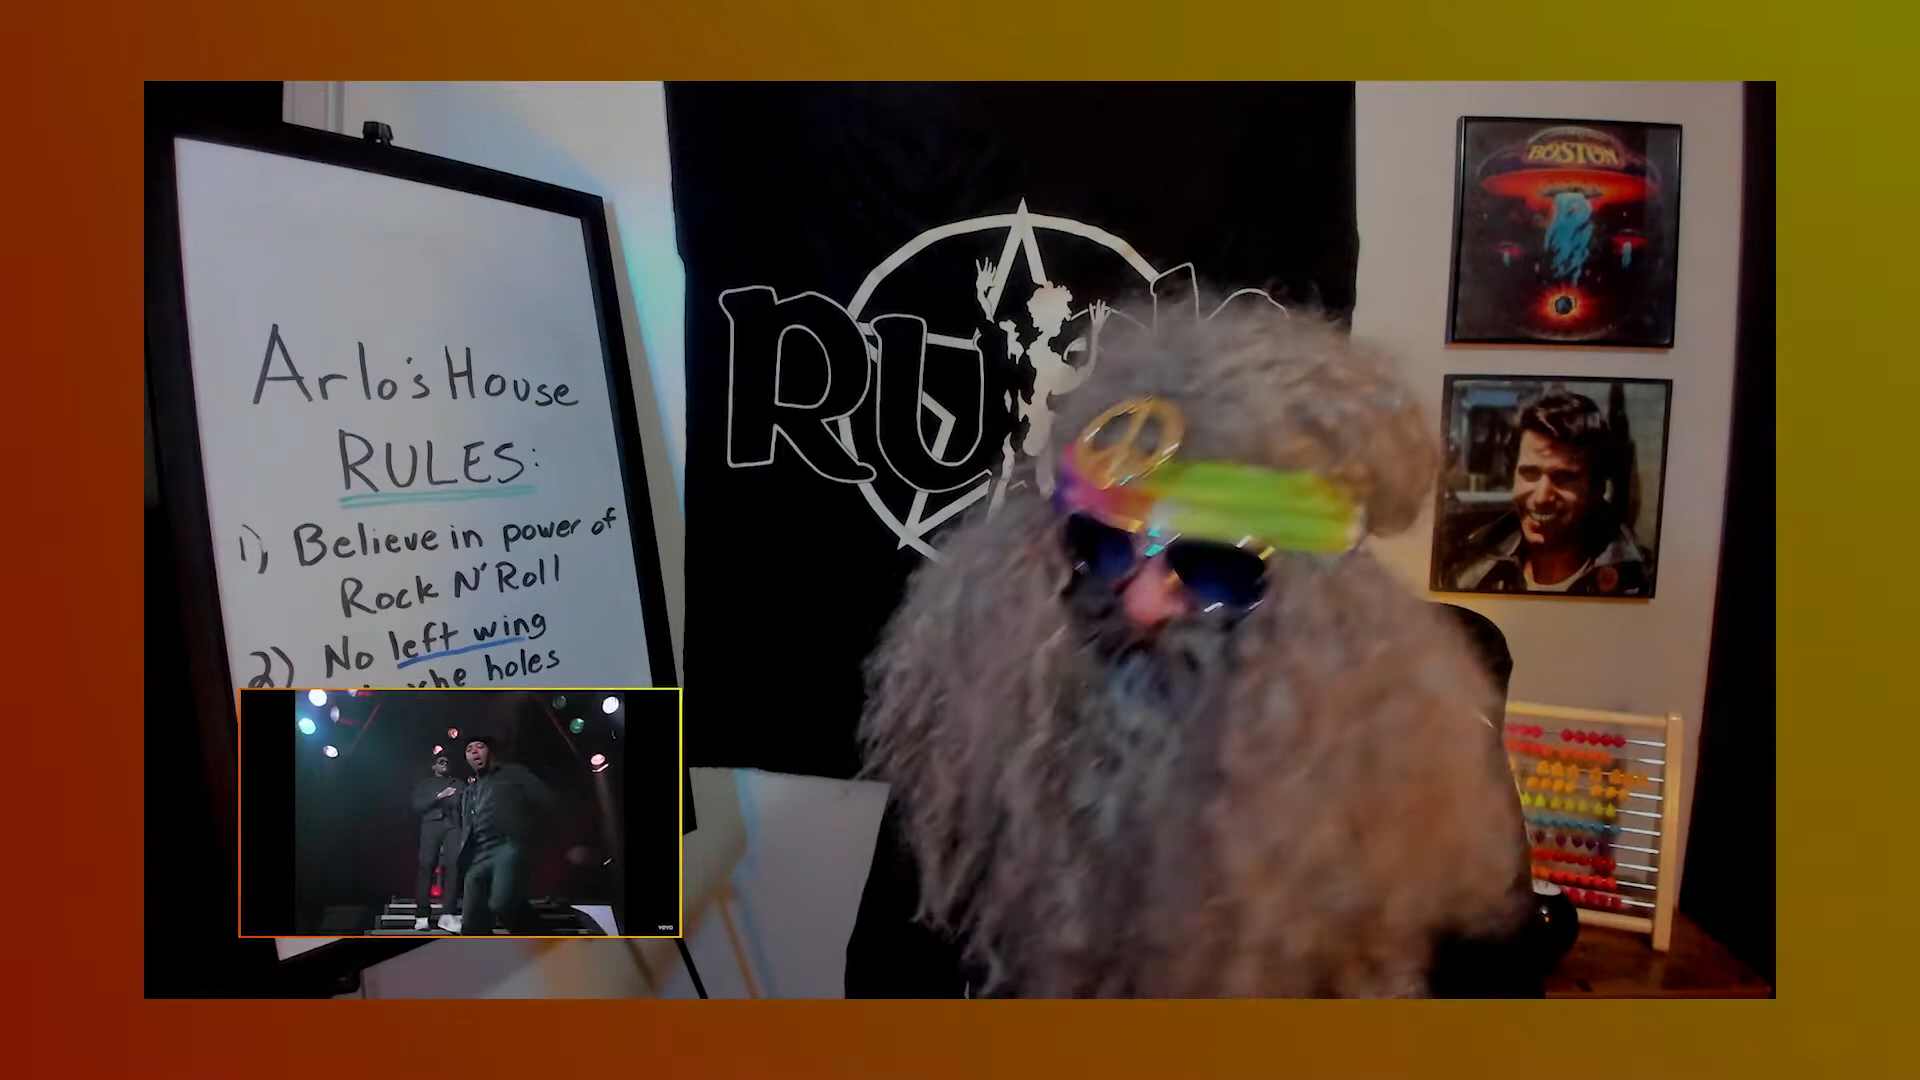 Arlo's House
RULES:
1) Believe in power of
Rock N' Roll
2) No left wing
holes
RU
BOSTON
vevo